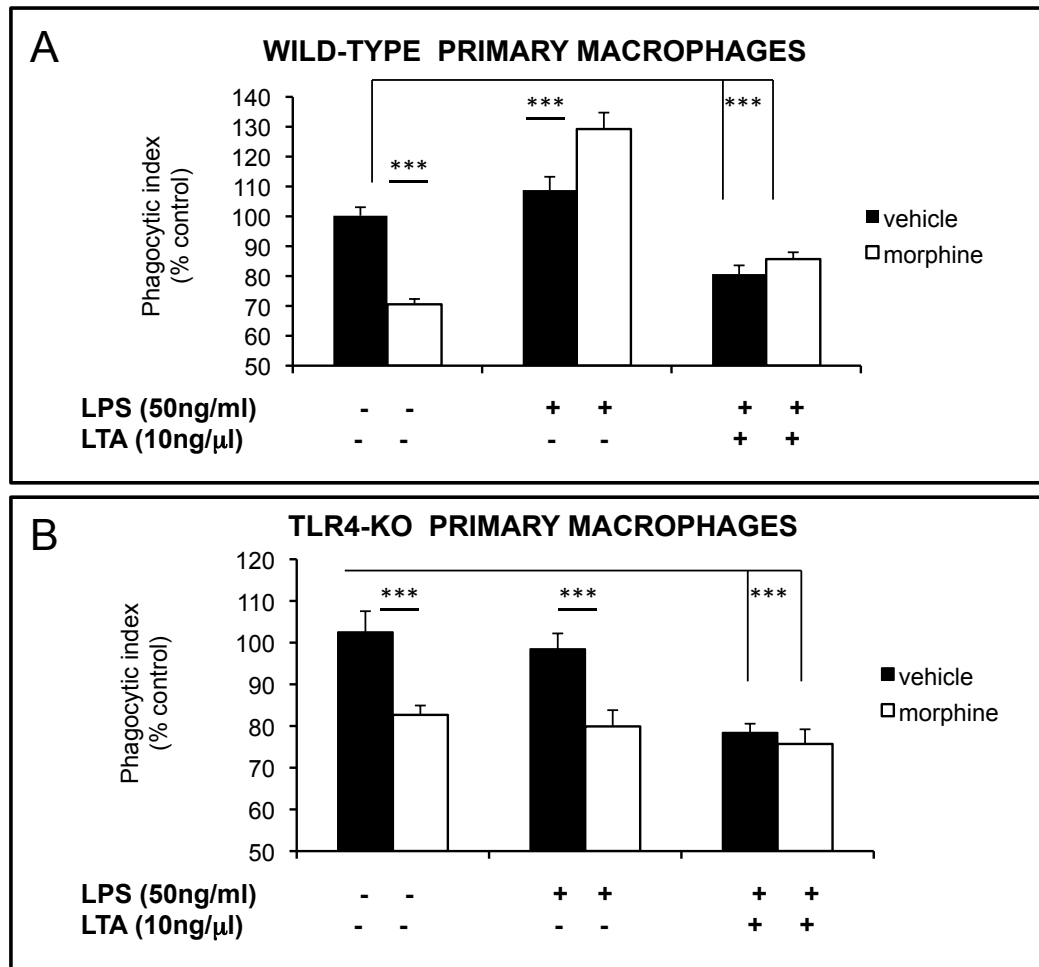 A
WILD-TYPE PRIMARY MACROPHAGES
Phagocytic index
(% control)
140
130
120
110
100
90
80
70
60
50
***
***
***
vehicle
morphine
LPS (50ng/ml) - - + + + +
LTA (10ng/μl) - - - - + +
B
TLR4-KO PRIMARY MACROPHAGES
Phagocytic index
(% control)
120
110
100
90
80
70
60
50
***
***
***
vehicle
morphine
LPS (50ng/ml) - - + + + +
LTA (10ng/μl) - - - - + +